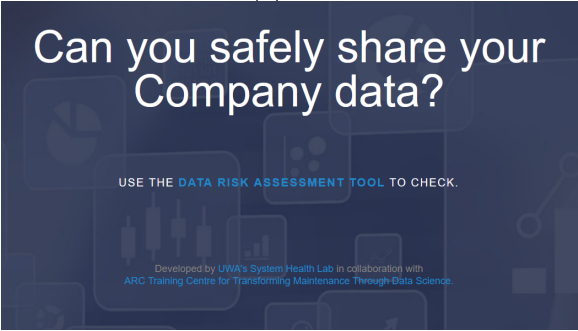 Can you safely share your
Company data?
USE THE DATA RISK ASSESSMENT TOOL TO CHECK.
Developed by UWA's System Health Lab in collaboration with
ARC Training Centre for Transforming Maintenance Through Data Science.